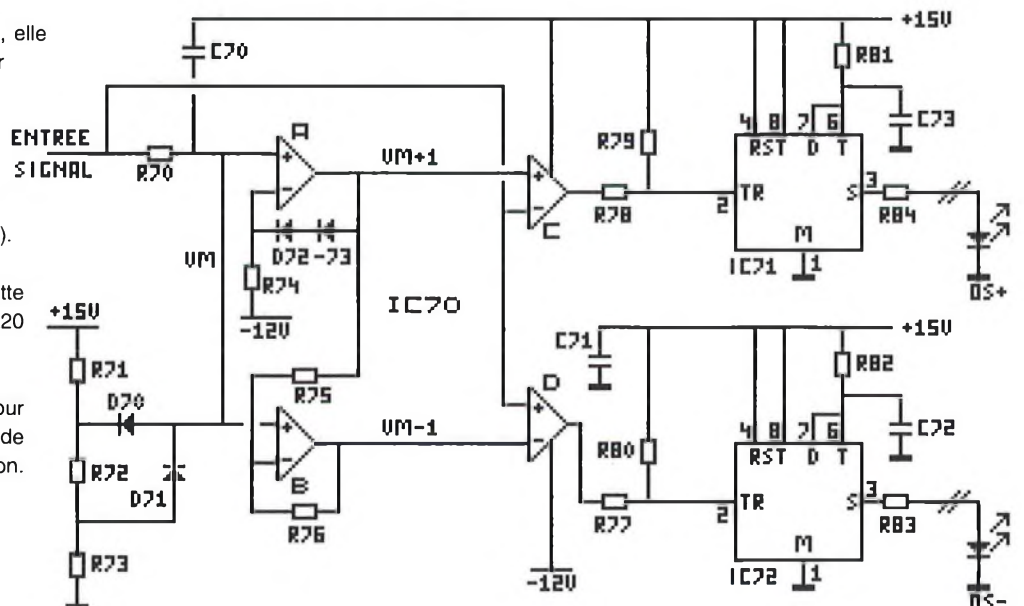 , elle
r
).
tte
20
our
de
on.
+15V
C70
R81
ENTREE
SIGNAL
R70
A
VM+1
R79
4 8 7 6
RST D T
C73
R78
2
TR
S 3
R84
C
M
IC71
1
DS+
VM
D72-73
R74
-12V
IC70
+15V
R71
D70
R72
D71
R73
R75
B
VM-1
R76
C71
+15V
R82
D
R80
4 8 7 6
RST D T
C72
R77
2
TR
S 3
R83
-12V
M
IC72
1
DS-